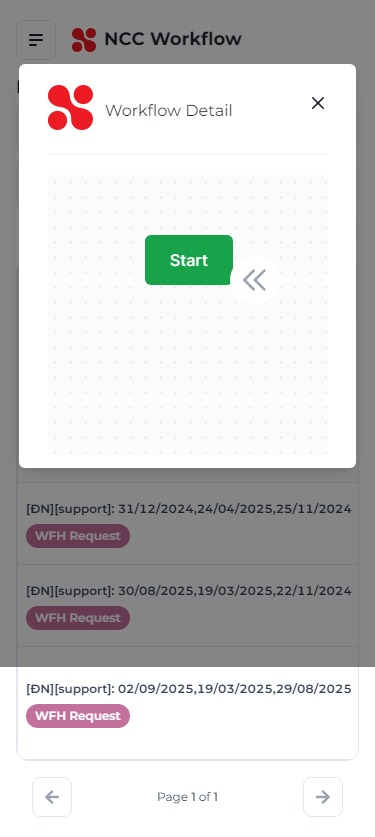 NCC Workflow
Workflow Detail
Start
[ĐN][support]: 31/12/2024,24/04/2025,25/11/2024
WFH Request
[ĐN][support]: 30/08/2025,19/03/2025,22/11/2024
WFH Request
[ĐN][support]: 02/09/2025,19/03/2025,29/08/2025
WFH Request
Page 1 of 1